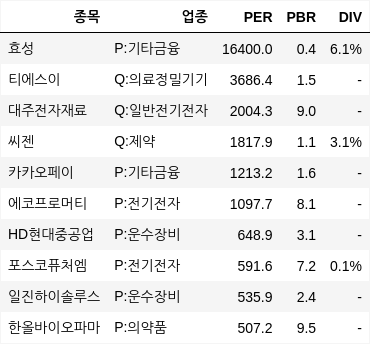 종목 업종 PER PBR DIV
효성 P:기타금융 16400.0 0.4 6.1%
티에스이 Q:의료정밀기기 3686.4 1.5 -
대주전자재료 Q:일반전기전자 2004.3 9.0 -
씨젠 Q:제약 1817.9 1.1 3.1%
카카오페이 P:기타금융 1213.2 1.6 -
에코프로머티 P:전기전자 1097.7 8.1 -
HD현대중공업 P:운수장비 648.9 3.1 -
포스코퓨처엠 P:전기전자 591.6 7.2 0.1%
일진하이솔루스 P:운수장비 535.9 2.4 -
한올바이오파마 P:의약품 507.2 9.5 -